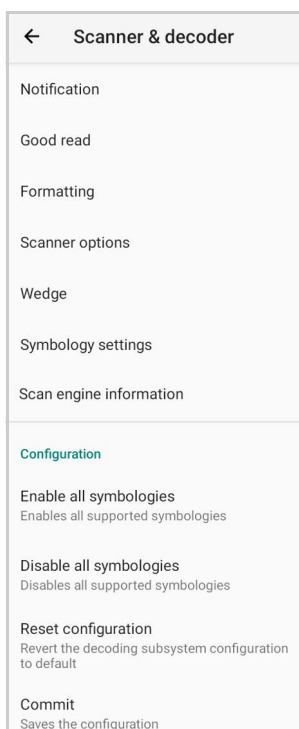 Scanner & decoder
Notification
Good read
Formatting
Scanner options
Wedge
Symbology settings
Scan engine information
Configuration
Enable all symbologies
Enables all supported symbologies
Disable all symbologies
Disables all supported symbologies
Reset configuration
Revert the decoding subsystem configuration
to default
Commit
Saves the configuration